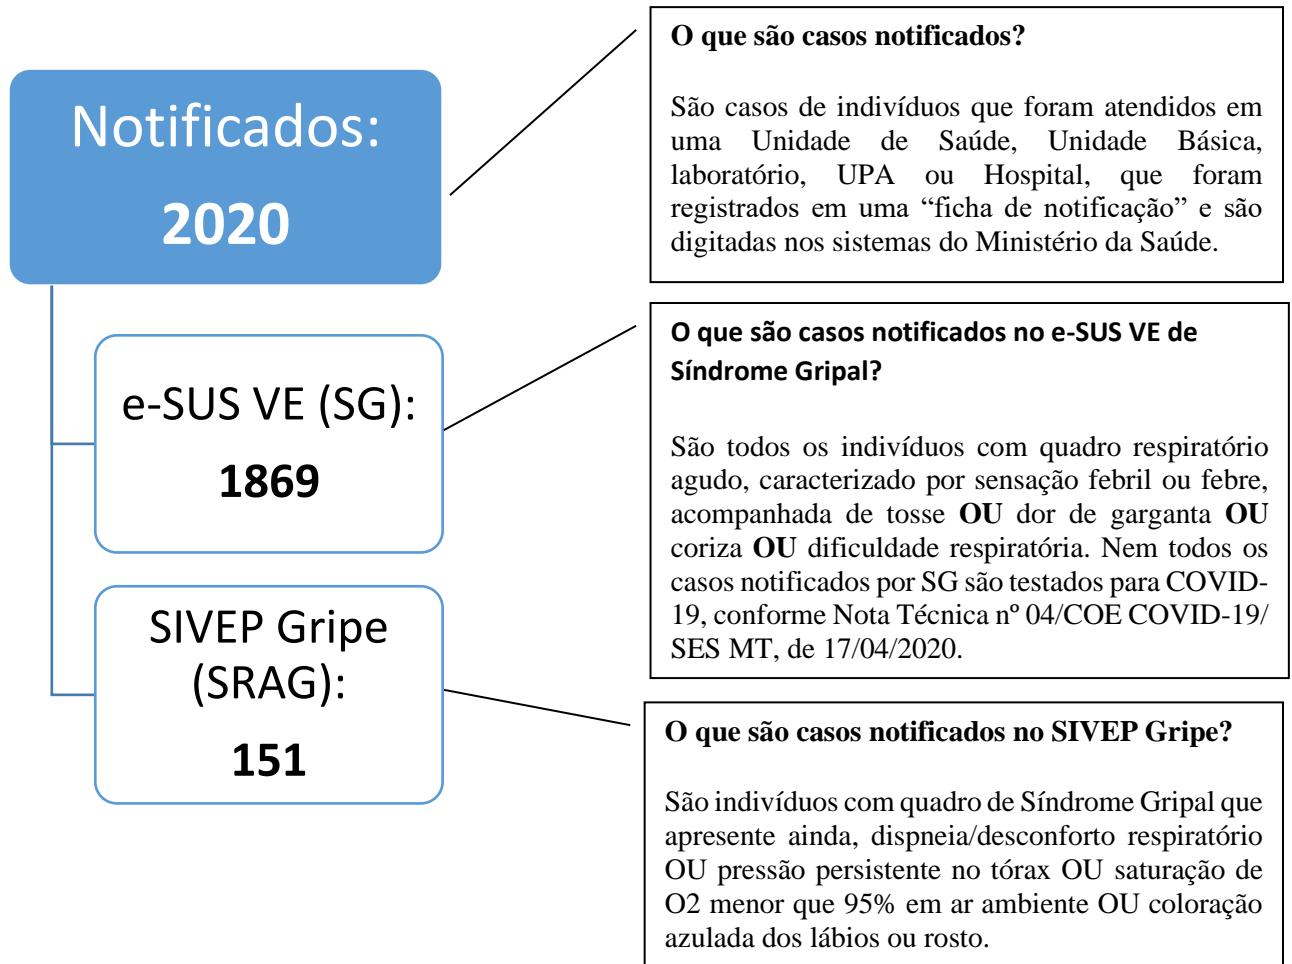 Notificados:
2020
O que são casos notificados?
São casos de indivíduos que foram atendidos em
uma Unidade de Saúde, Unidade Básica,
laboratório, UPA ou Hospital, que foram
registrados em uma “ficha de notificação” e são
digitadas nos sistemas do Ministério da Saúde.
e-SUS VE (SG):
1869
O que são casos notificados no e-SUS VE de
Síndrome Gripal?
São todos os indivíduos com quadro respiratório
agudo, caracterizado por sensação febril ou febre,
acompanhada de tosse OU dor de garganta OU
coriza OU dificuldade respiratória. Nem todos os
casos notificados por SG são testados para COVID-
19, conforme Nota Técnica nº 04/COE COVID-19/
SES MT, de 17/04/2020.
SIVEP Gripe
(SRAG):
151
O que são casos notificados no SIVEP Gripe?
São indivíduos com quadro de Síndrome Gripal que
apresente ainda, dispneia/desconforto respiratório
OU pressão persistente no tórax OU saturação de
O2 menor que 95% em ar ambiente OU coloração
azulada dos lábios ou rosto.